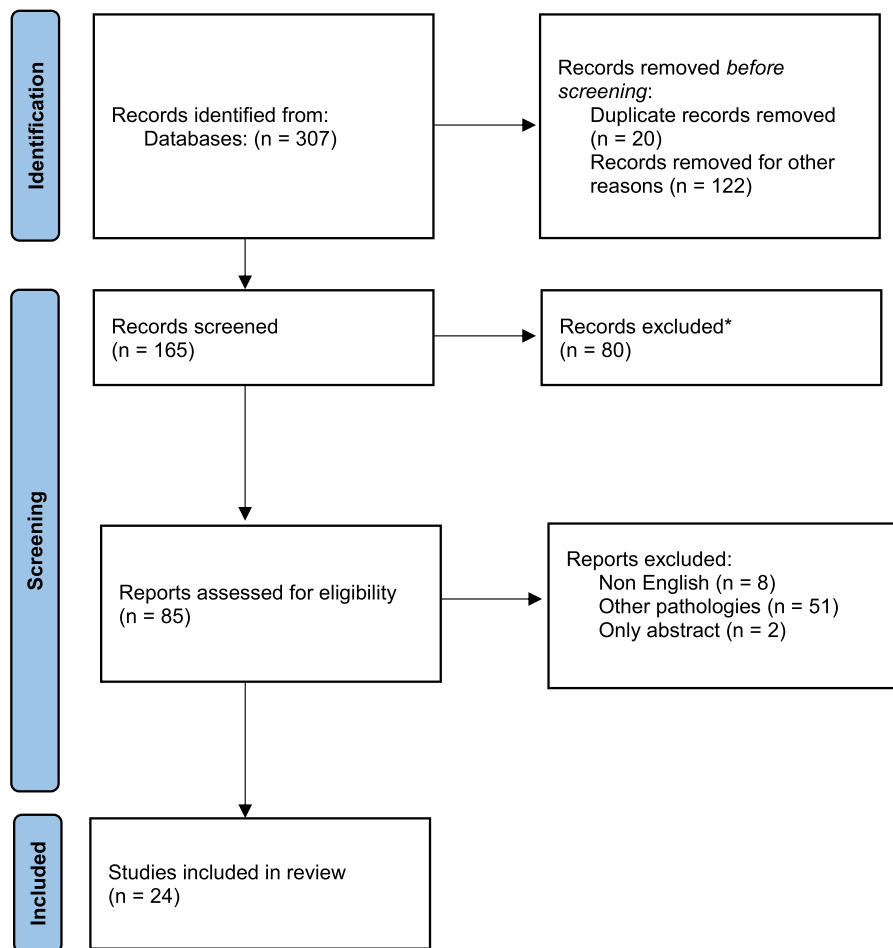 Identification
Records identified from:
Databases: (n = 307)
Records removed before
screening:
Duplicate records removed
(n = 20)
Records removed for other
reasons (n = 122)
Screening
Records screened
(n = 165)
Records excluded*
(n = 80)
Reports assessed for eligibility
(n = 85)
Reports excluded:
Non English (n = 8)
Other pathologies (n = 51)
Only abstract (n = 2)
Included
Studies included in review
(n = 24)